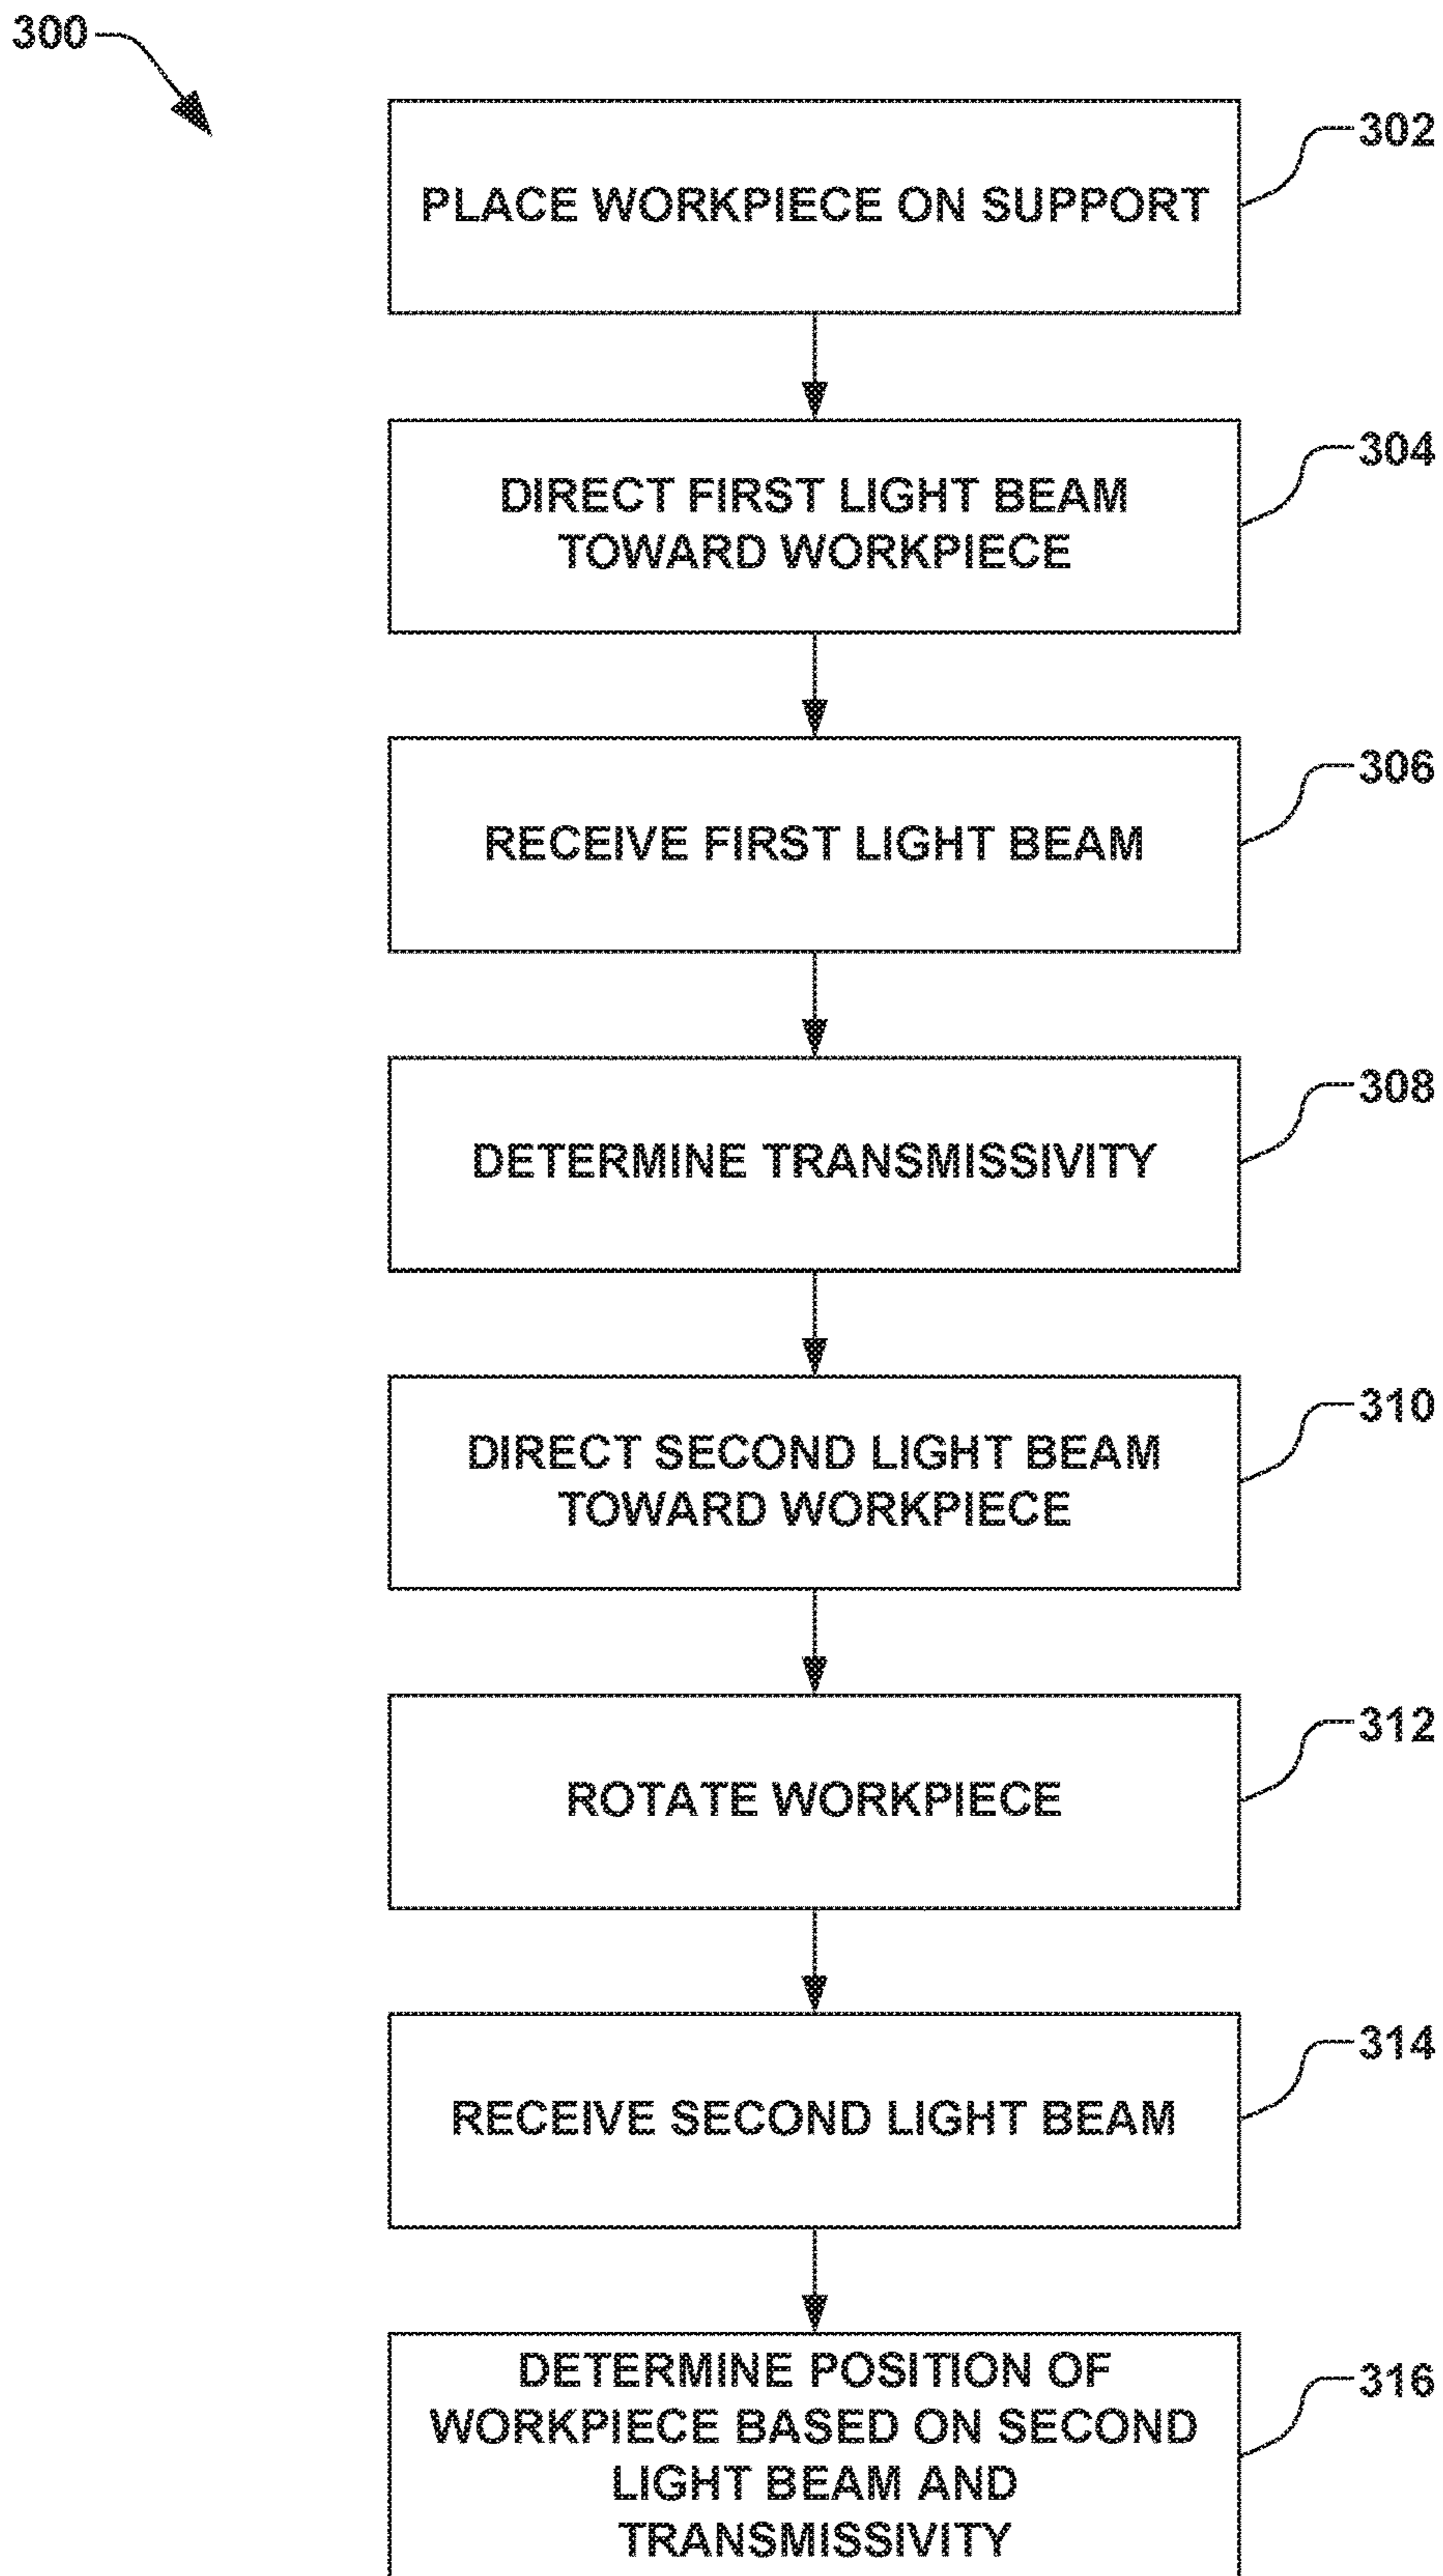 300
302
PLACE WORKPIECE ON SUPPORT
304
DIRECT FIRST LIGHT BEAM
TOWARD WORKPIECE
306
RECEIVE FIRST LIGHT BEAM
308
DETERMINE TRANSMISSIVITY
310
DIRECT SECOND LIGHT BEAM
TOWARD WORKPIECE
312
ROTATE WORKPIECE
314
RECEIVE SECOND LIGHT BEAM
316
DETERMINE POSITION OF
WORKPIECE BASED ON SECOND
LIGHT BEAM AND
TRANSMISSIVITY